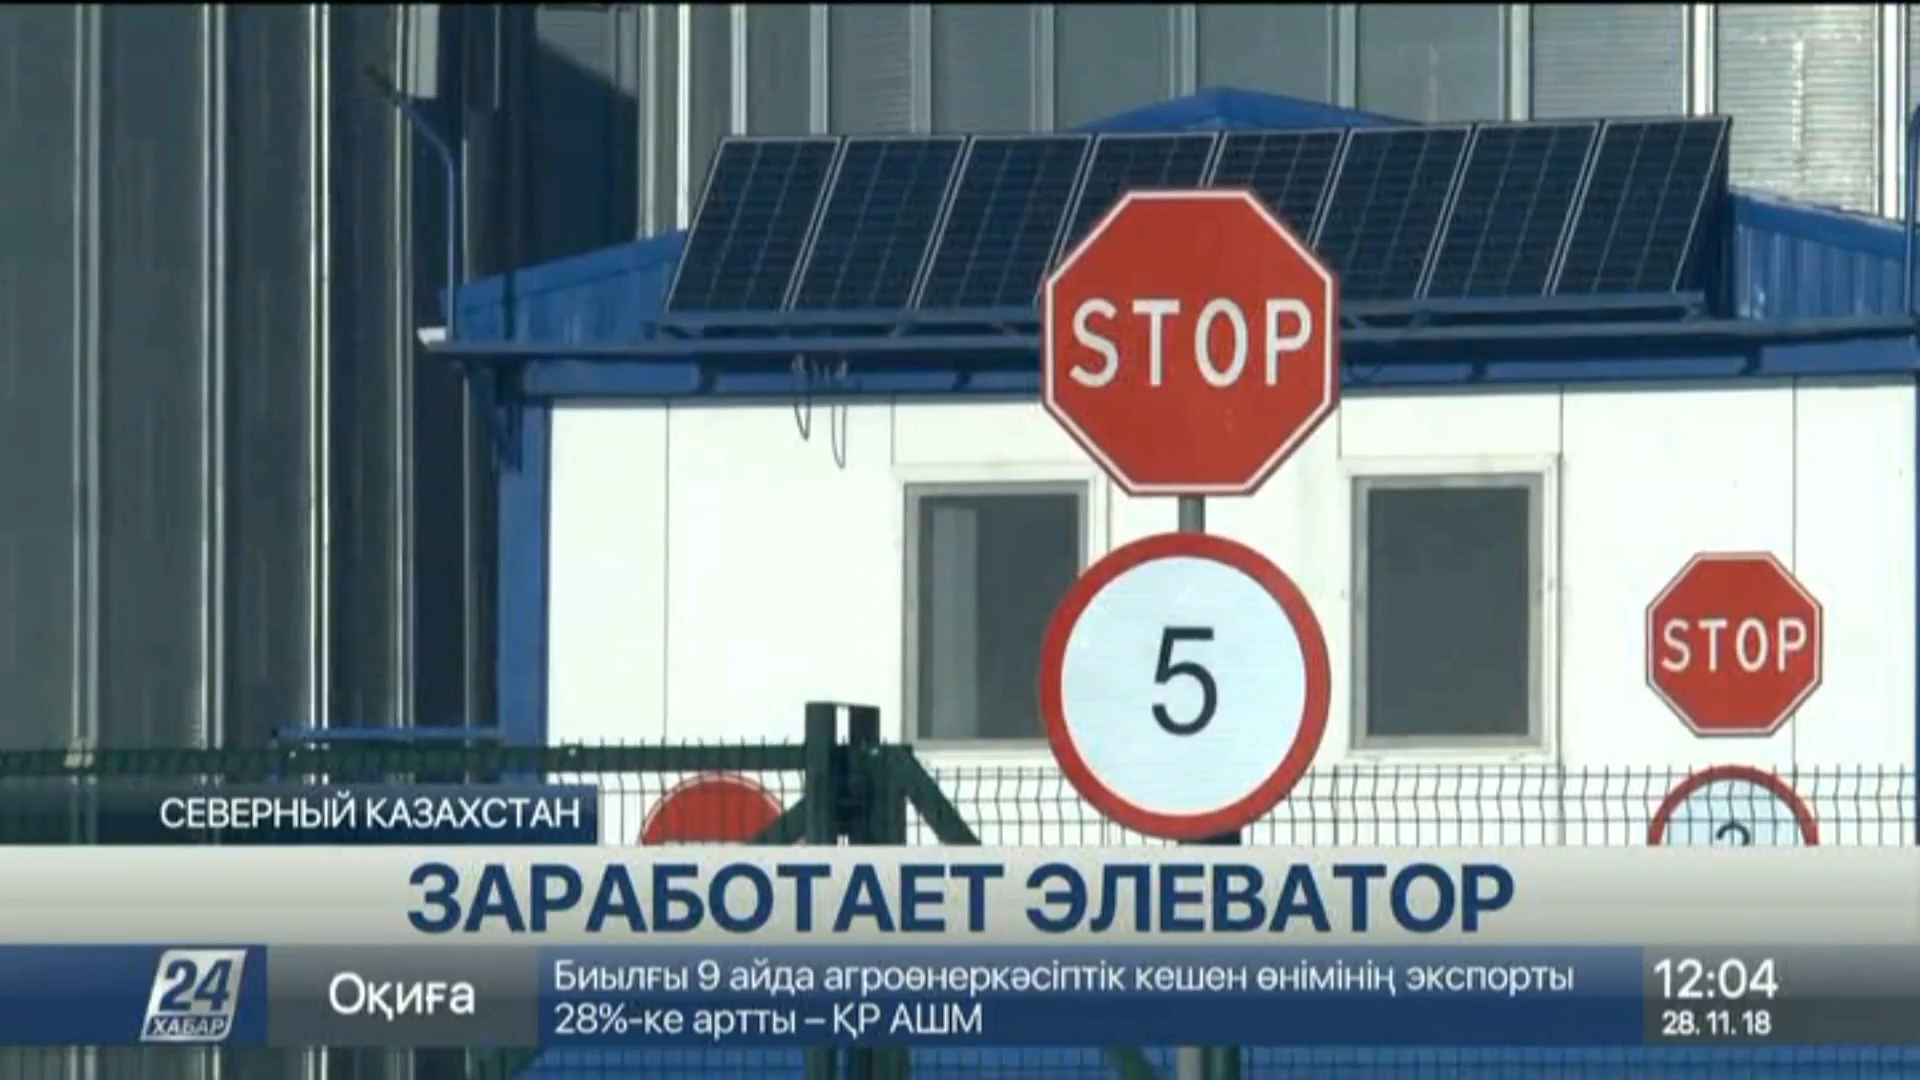 STOP
5
STOP
СЕВЕРНЫЙ КАЗАХСТАН
ЗАРАБОТАЕТ ЭЛЕВАТОР
24
ХАБАР
Оқиға
Биылғы 9 айда агроөнеркәсіптік кешен өнімінің экспорты
28%-ке артты – ҚР АШМ
12:04
28.11.18